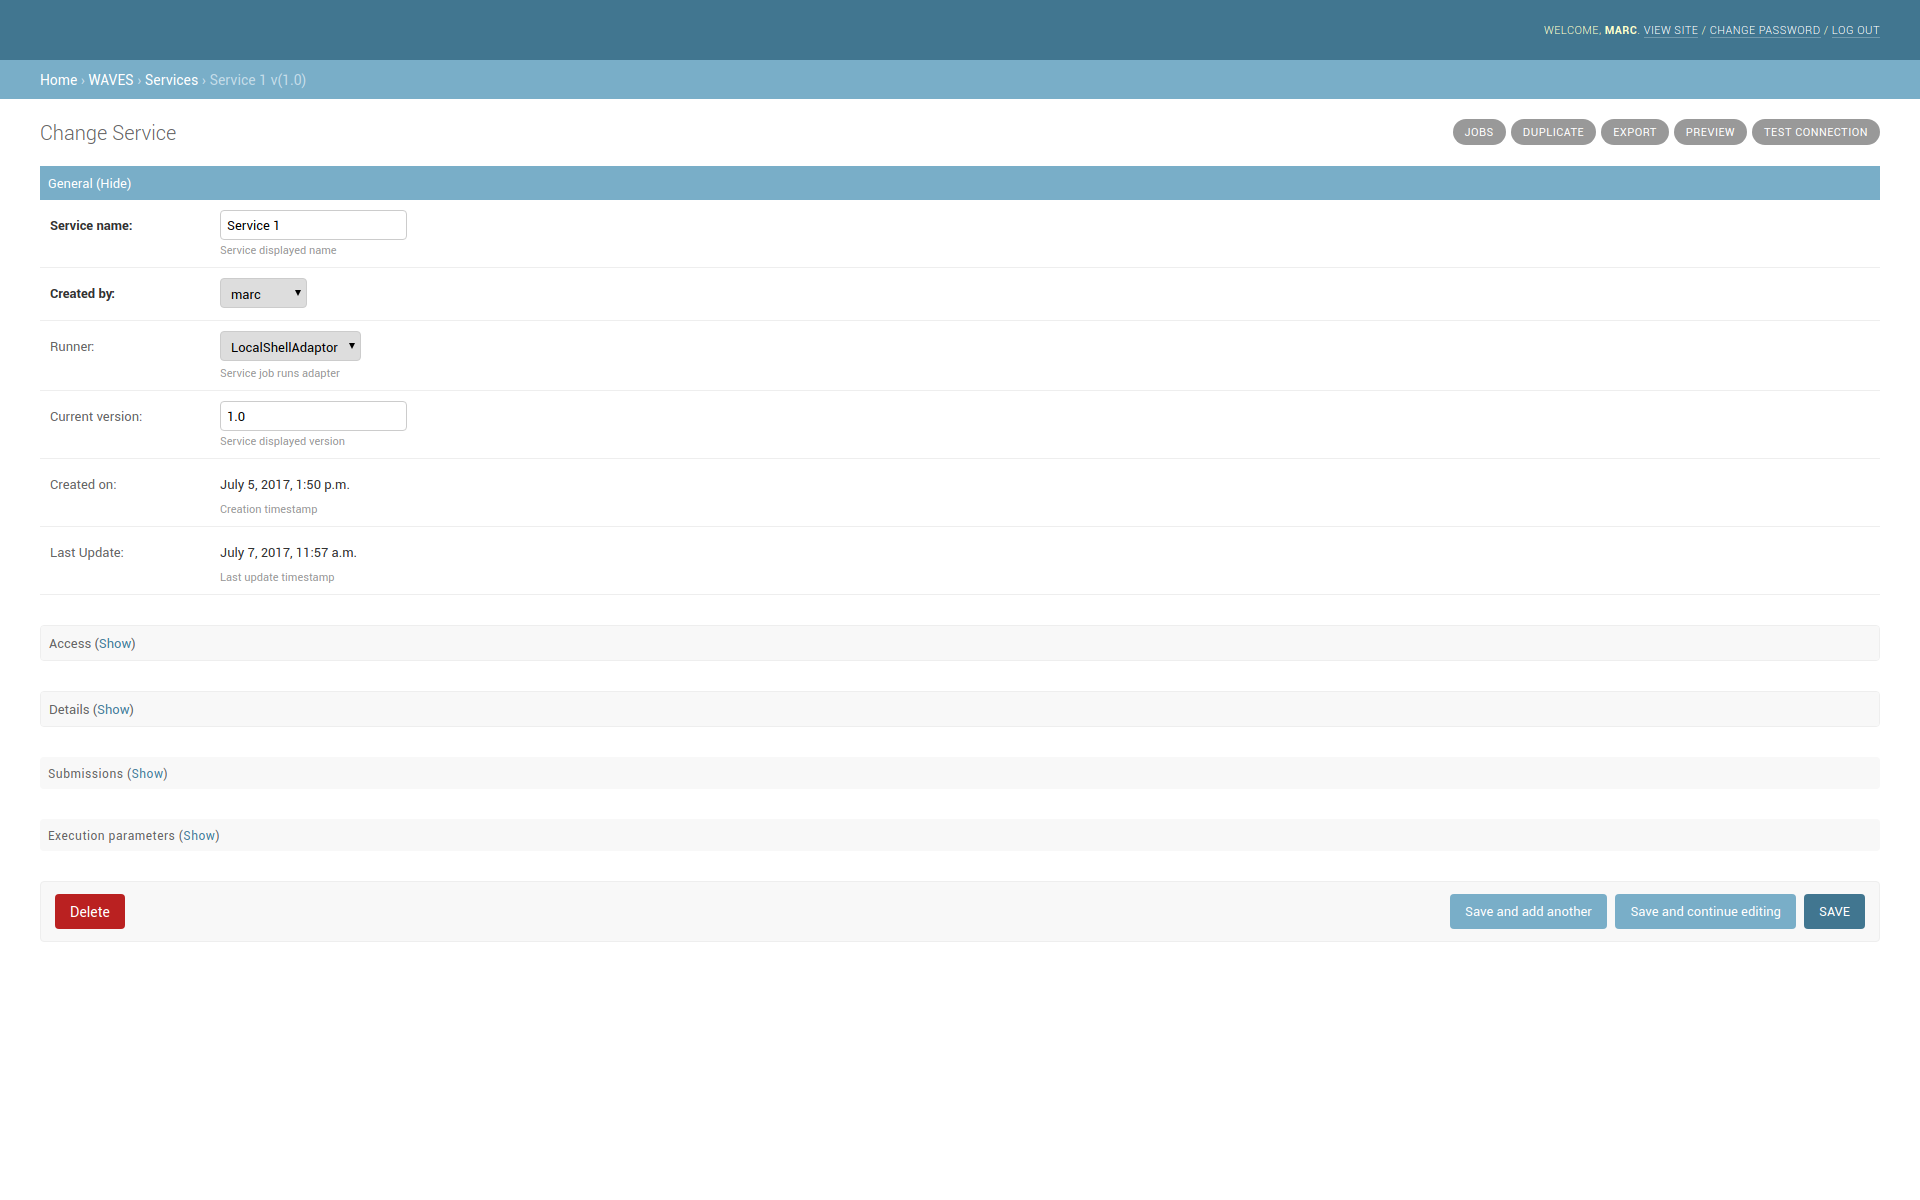 WELCOME, MARC. VIEW SITE / CHANGE PASSWORD / LOG OUT
Home › WAVES › Services › Service 1 v(1.0)
Change Service
JOBS DUPLICATE EXPORT PREVIEW TEST CONNECTION
General (Hide)
Service name: Service 1
Service displayed name
Created by: marc
Runner: LocalShellAdaptor
Service job runs adapter
Current version: 1.0
Service displayed version
Created on: July 5, 2017, 1:50 p.m.
Creation timestamp
Last Update: July 7, 2017, 11:57 a.m.
Last update timestamp
Access (Show)
Details (Show)
Submissions (Show)
Execution parameters (Show)
Delete Save and add another Save and continue editing SAVE